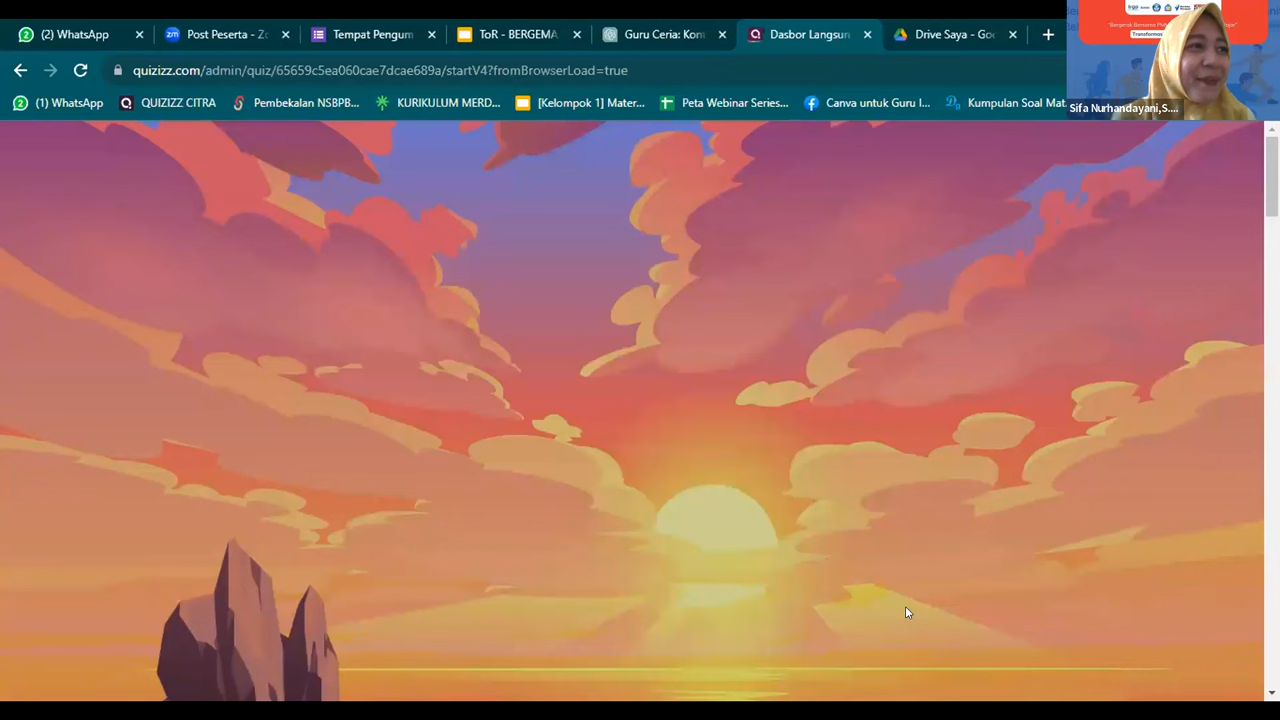 (2) WhatsApp
Post Peserta - Zo
Tempat Pengum
ToR - BERGEMA
Guru Ceria: Kon
Dasbor Langsun
Drive Saya - Goo
quizizz.com/admin/quiz/65659c5ea060cae7dcae689a/startV4?fromBrowserLoad=true
(1) WhatsApp
QUIZIZZ CITRA
Pembekalan NSBPB...
KURIKULUM MERD...
[Kelompok 1] Mater...
Peta Webinar Series...
Canva untuk Guru I...
Kumpulan Soal Mat
Transformas
Sifa Nurhandayani,S....